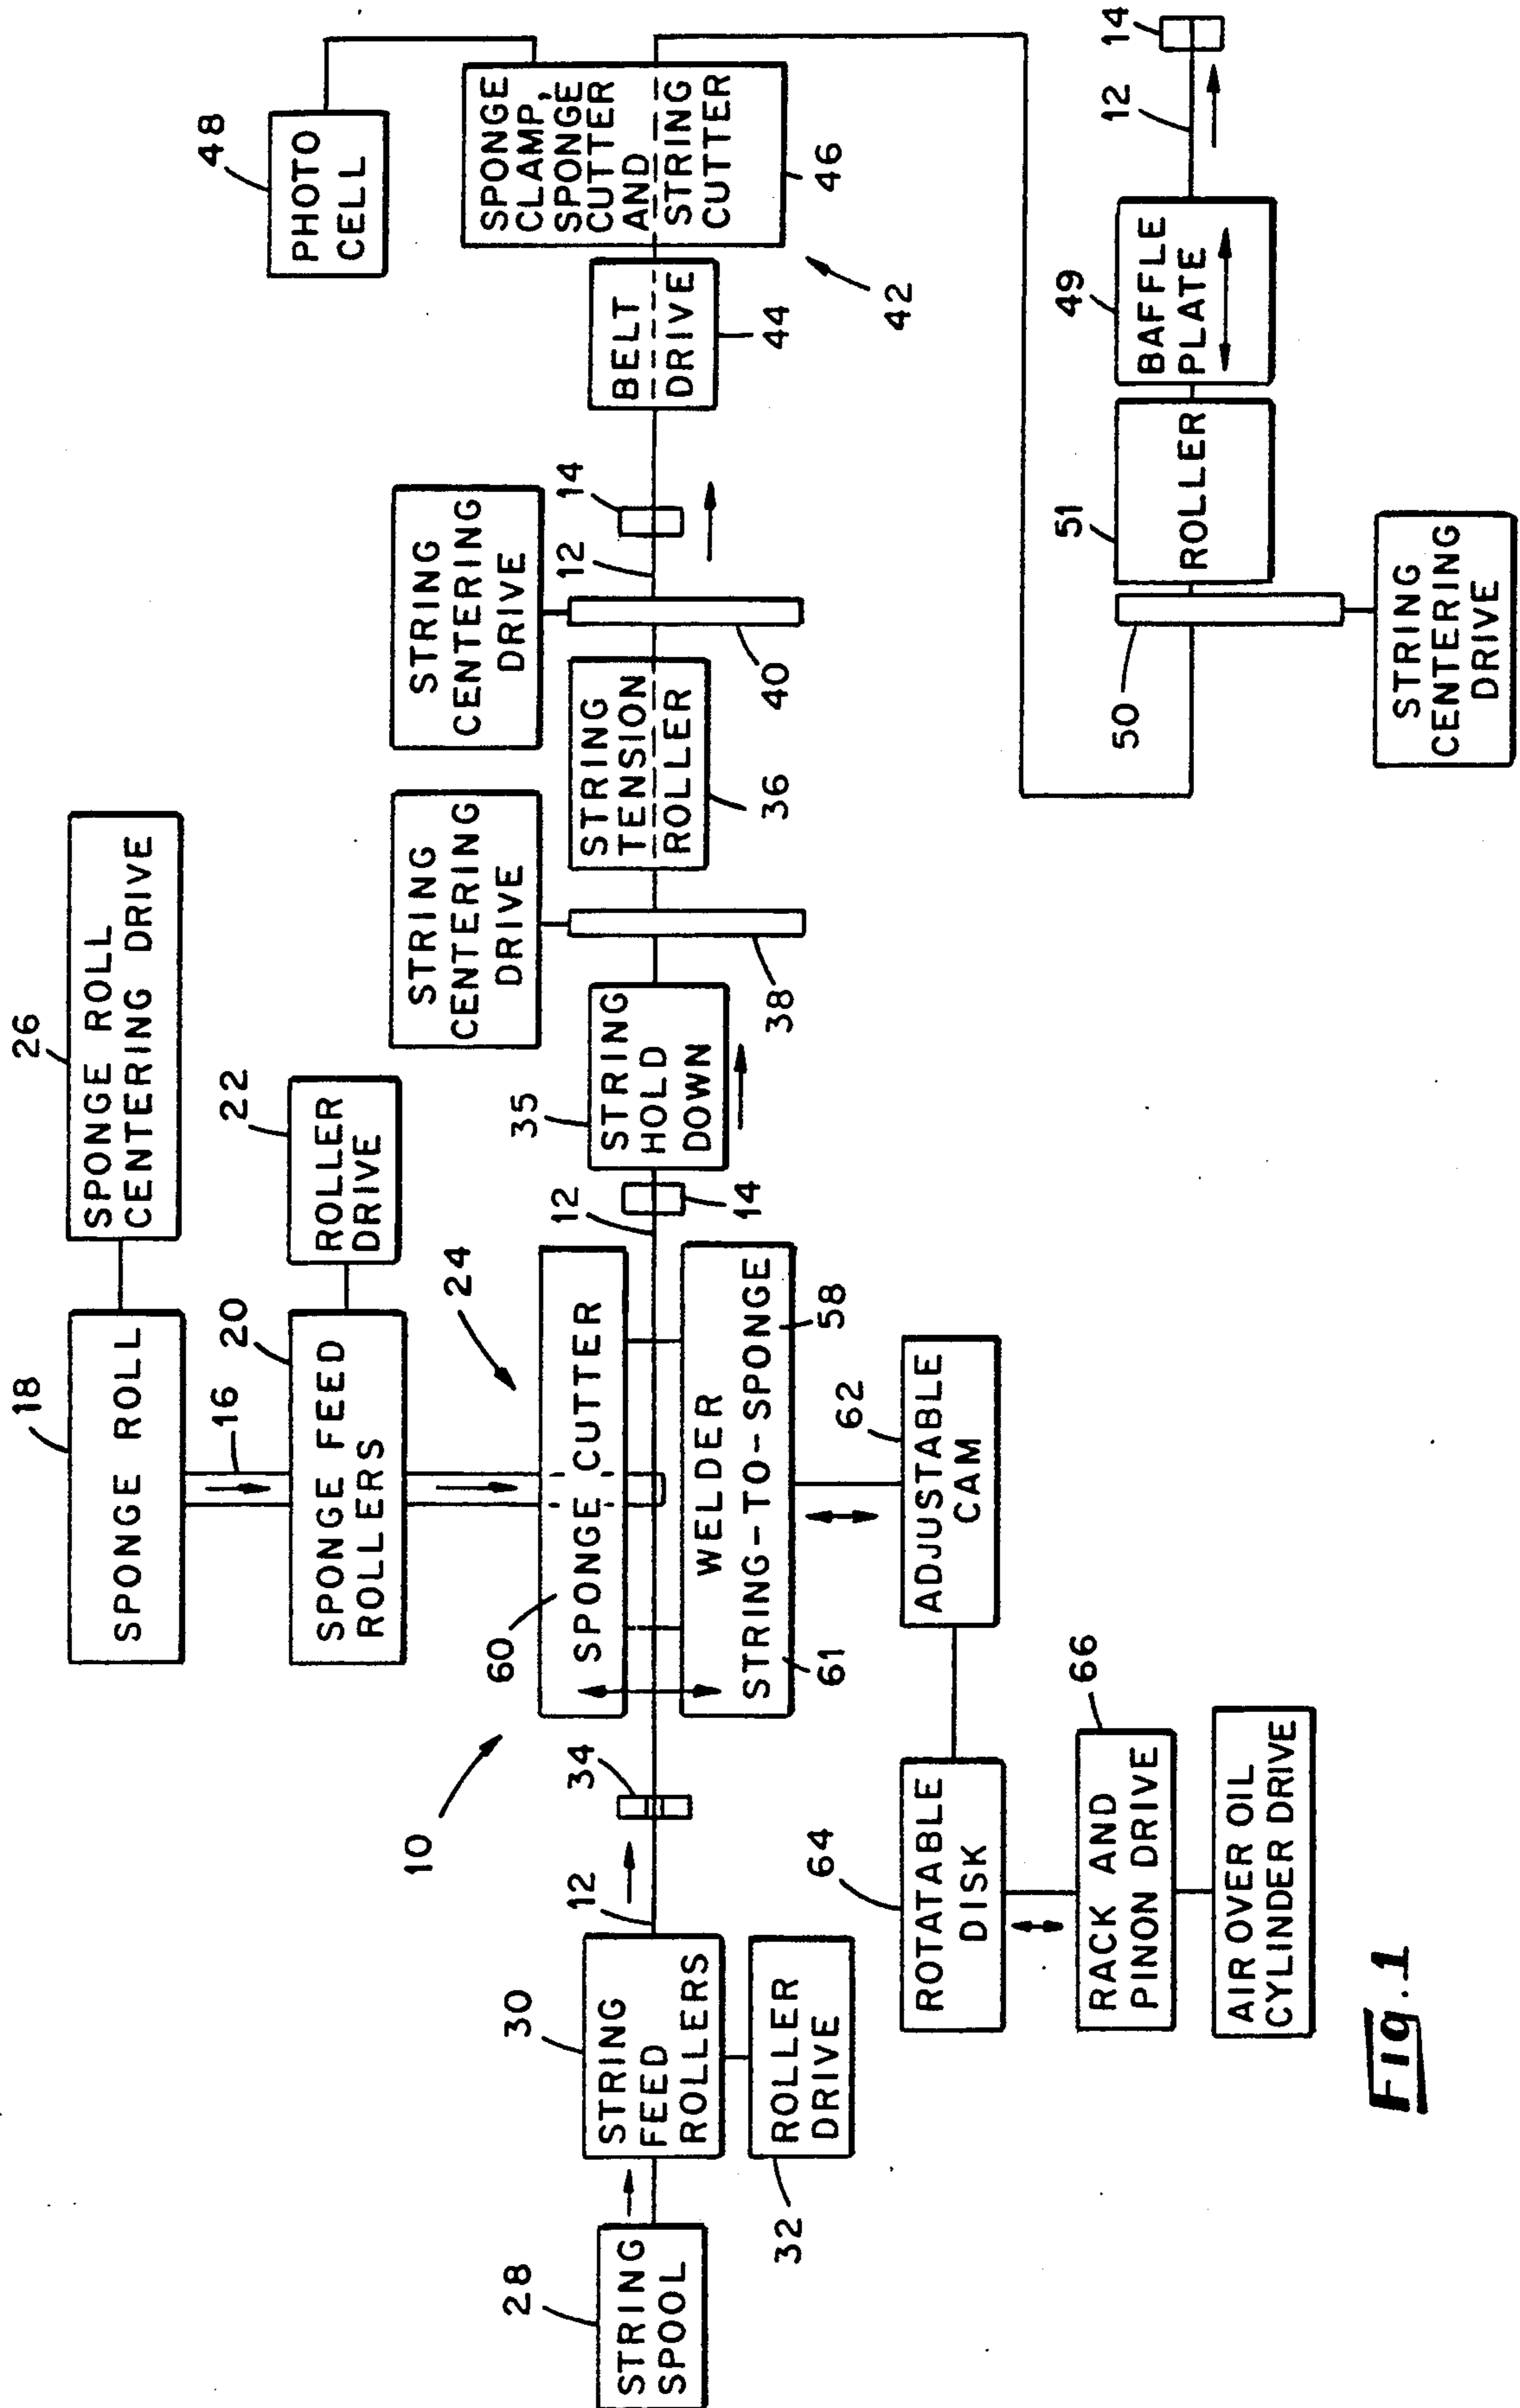 26
SPONGE ROLL
CENTERING DRIVE
18
SPONGE ROLL
16
22
ROLLER
DRIVE
20
SPONGE FEED
ROLLERS
24
10
60
SPONGE CUTTER
WELDER
STRING-TO-SPONGE
61
58
62
ADJUSTABLE
CAM
64
ROTATABLE
DISK
66
RACK AND
PINON DRIVE
AIR OVER OIL
CYLINDER DRIVE
28
STRING
SPOOL
30
STRING
FEED
ROLLERS
32
ROLLER
DRIVE
12
34
12
14
35
STRING
HOLD
DOWN
STRING
CENTERING
DRIVE
38
STRING
TENSION
ROLLER
36
STRING
CENTERING
DRIVE
40
12
14
BELT
DRIVE
44
42
48
PHOTO
CELL
SPONGE
CLAMP,
SPONGE
CUTTER
AND
STRING
CUTTER
46
50
STRING
CENTERING
DRIVE
51
ROLLER
49
BAFFLE
PLATE
12
14
Fig. 1